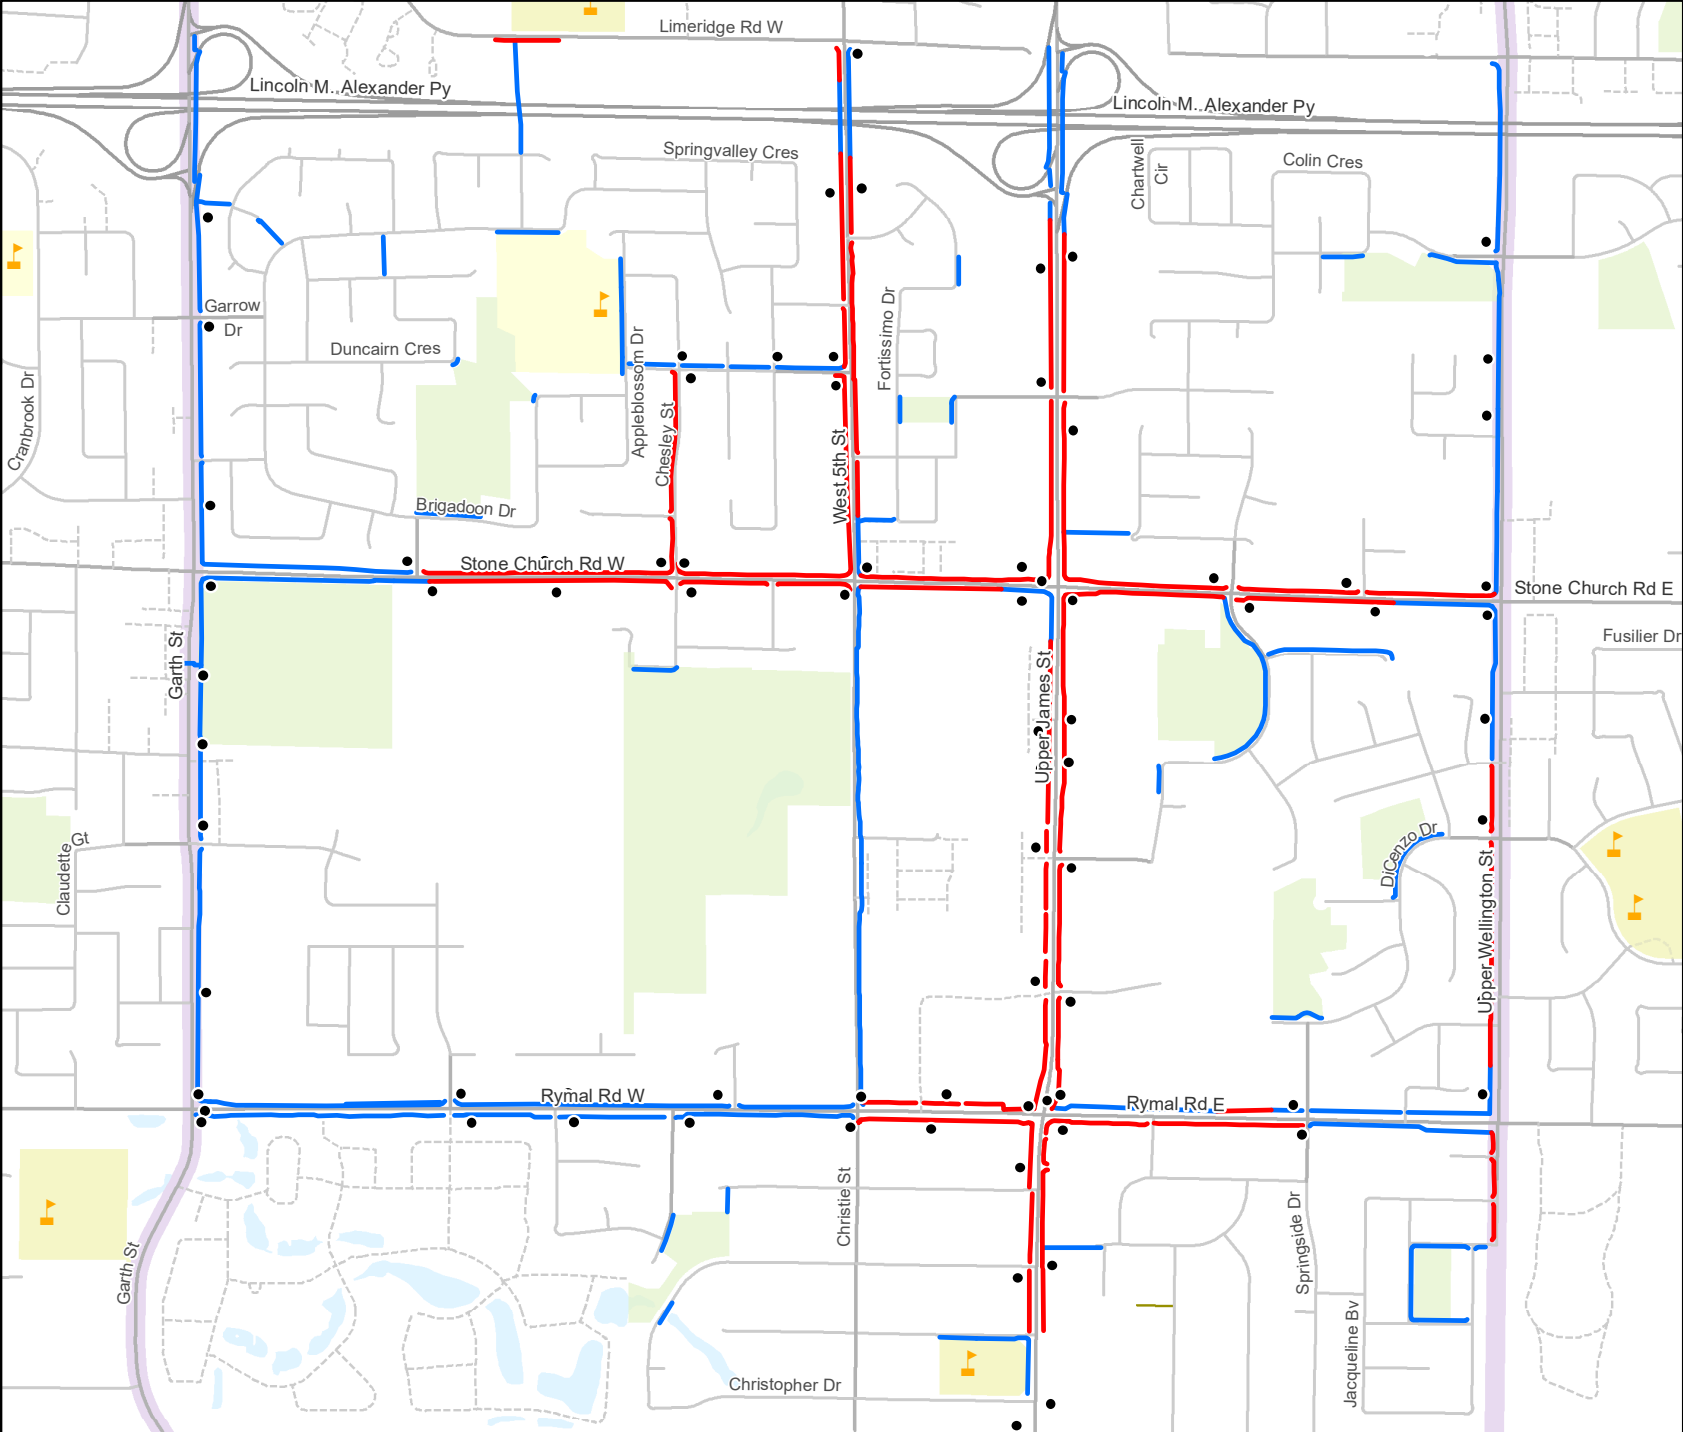 Limeridge Rd W
Lincoln M. Alexander Py
Lincoln M. Alexander Py
Springvalley Cres
Chartwell
Cir
Colin Cres
Garrow
Dr
Duncairn Cres
Cranbrook Dr
Appleblossom Dr
Chesley St
Fortissimo Dr
West 5th St
Brigadoon Dr
Stone Church Rd W
Stone Church Rd E
Fusilier Dr
Garth St
Upper James St
Claudette Gt
DiCenzo Dr
Upper Wellington St
Rymal Rd W
Rymal Rd E
Christie St
Springside Dr
Garth St
Jacqueline Bv
Christopher Dr